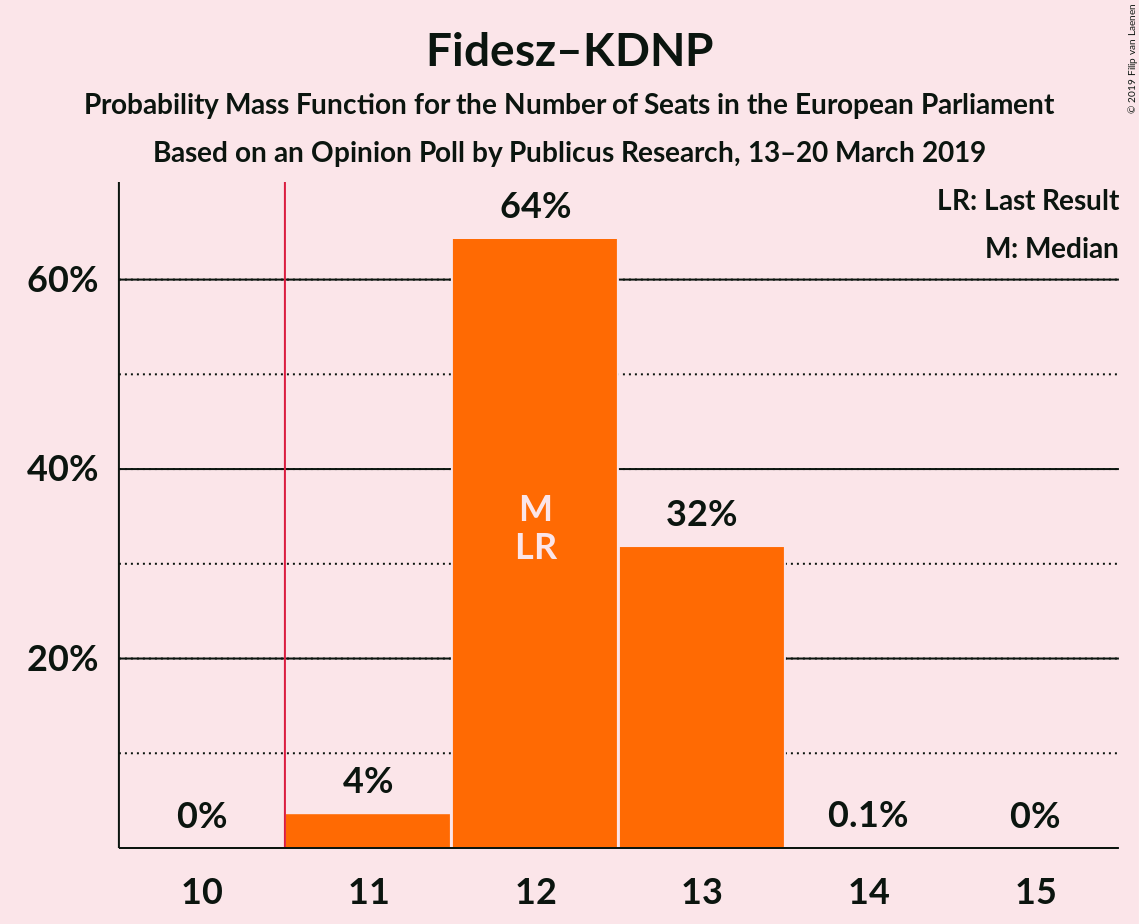 Fidesz–KDNP
Probability Mass Function for the Number of Seats in the European Parliament
Based on an Opinion Poll by Publicus Research, 13–20 March 2019
© 2019 Filip van Laenen
LR: Last Result
M: Median
60%
40%
20%
0%
4%
64%
32%
0.1%
0%
M
LR
10
11
12
13
14
15